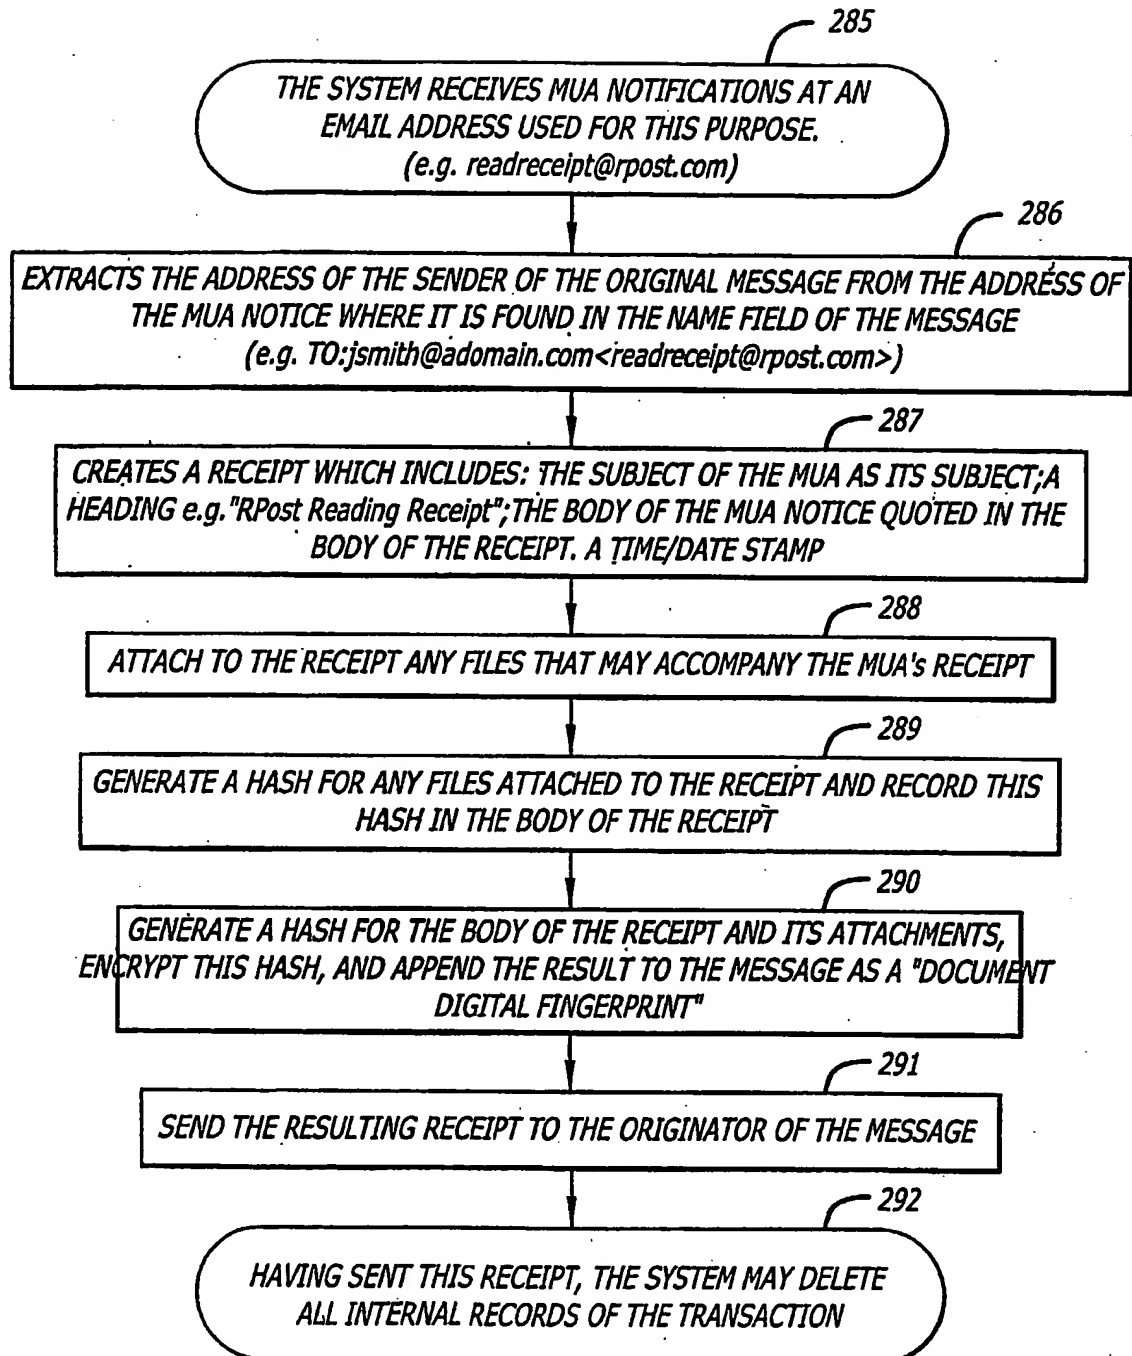 285
THE SYSTEM RECEIVES MUA NOTIFICATIONS AT AN
EMAIL ADDRESS USED FOR THIS PURPOSE.
(e.g. readreceipt@rpost.com)
286
EXTRACTS THE ADDRESS OF THE SENDER OF THE ORIGINAL MESSAGE FROM THE ADDRESS OF
THE MUA NOTICE WHERE IT IS FOUND IN THE NAME FIELD OF THE MESSAGE
(e.g. TO:jsmith@adomain.com<readreceipt@rpost.com>)
287
CREATES A RECEIPT WHICH INCLUDES: THE SUBJECT OF THE MUA AS ITS SUBJECT;A
HEADING e.g."RPost Reading Receipt";THE BODY OF THE MUA NOTICE QUOTED IN THE
BODY OF THE RECEIPT. A TIME/DATE STAMP
288
ATTACH TO THE RECEIPT ANY FILES THAT MAY ACCOMPANY THE MUA's RECEIPT
289
GENERATE A HASH FOR ANY FILES ATTACHED TO THE RECEIPT AND RECORD THIS
HASH IN THE BODY OF THE RECEIPT
290
GENERATE A HASH FOR THE BODY OF THE RECEIPT AND ITS ATTACHMENTS,
ENCRYPT THIS HASH, AND APPEND THE RESULT TO THE MESSAGE AS A "DOCUMENT
DIGITAL FINGERPRINT"
291
SEND THE RESULTING RECEIPT TO THE ORIGINATOR OF THE MESSAGE
292
HAVING SENT THIS RECEIPT, THE SYSTEM MAY DELETE
ALL INTERNAL RECORDS OF THE TRANSACTION